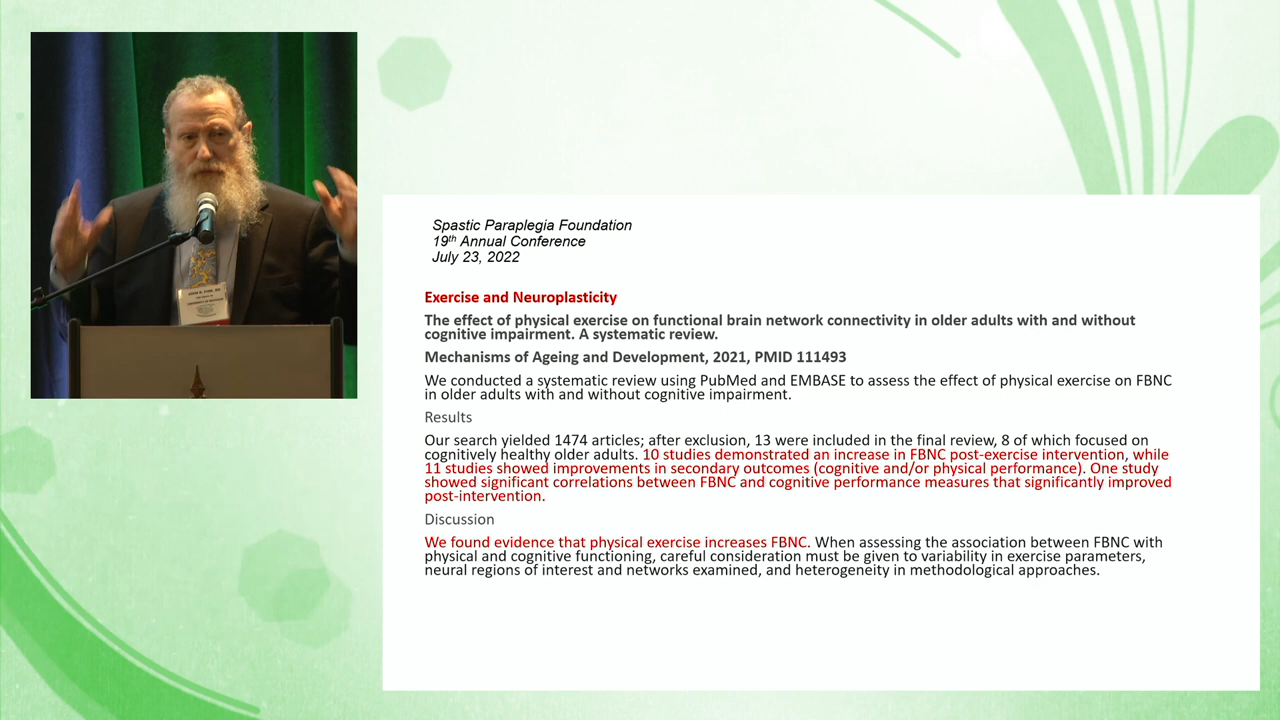 Spastic Paraplegia Foundation
19th Annual Conference
July 23, 2022
Exercise and Neuroplasticity
The effect of physical exercise on functional brain network connectivity in older adults with and without
cognitive impairment. A systematic review.
Mechanisms of Ageing and Development, 2021, PMID 111493
We conducted a systematic review using PubMed and EMBASE to assess the effect of physical exercise on FBNC
in older adults with and without cognitive impairment.
Results
Our search yielded 1474 articles; after exclusion, 13 were included in the final review, 8 of which focused on
cognitively healthy older adults. 10 studies demonstrated an increase in FBNC post-exercise intervention, while
11 studies showed improvements in secondary outcomes (cognitive and/or physical performance). One study
showed significant correlations between FBNC and cognitive performance measures that significantly improved
post-intervention.
Discussion
We found evidence that physical exercise increases FBNC. When assessing the association between FBNC with
physical and cognitive functioning, careful consideration must be given to variability in exercise parameters,
neural regions of interest and networks examined, and heterogeneity in methodological approaches.